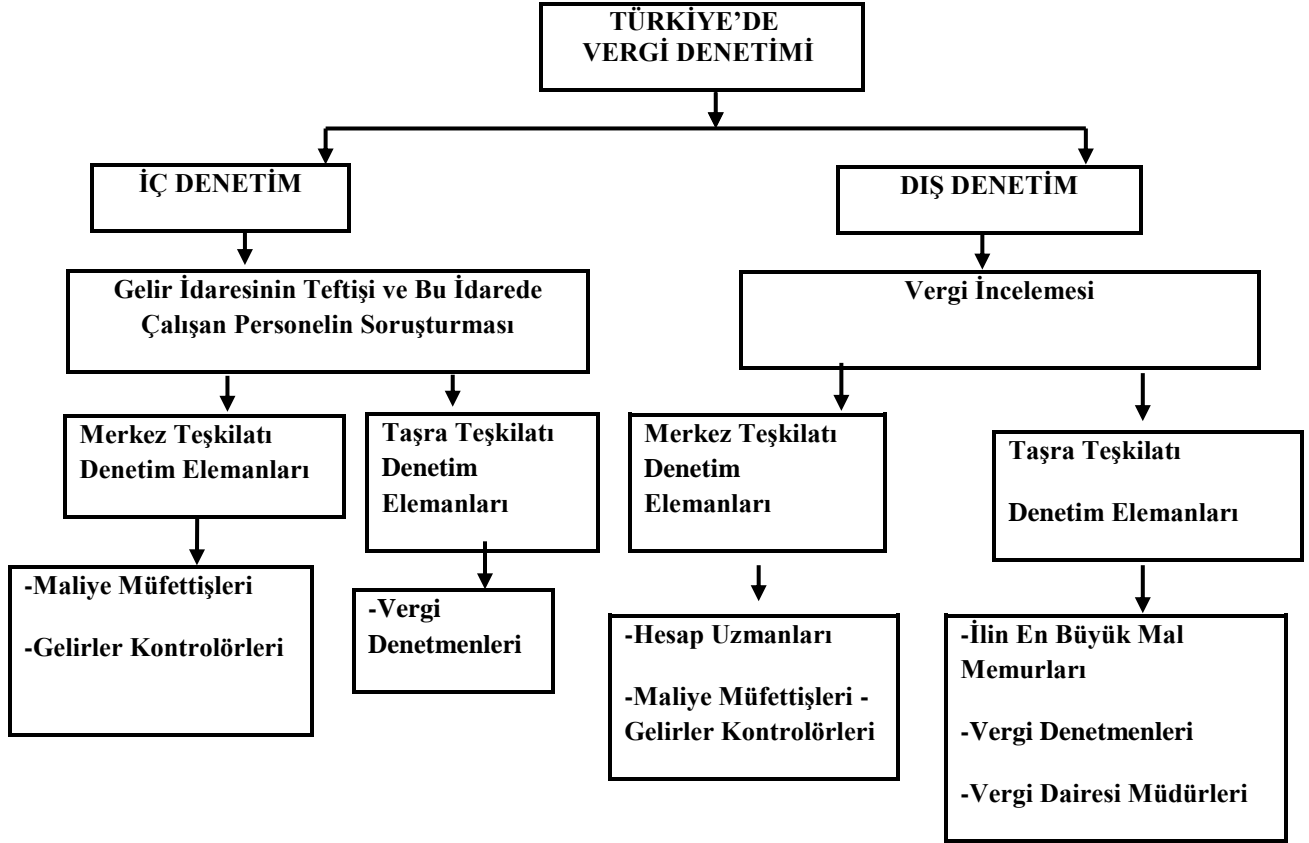 TÜRKİYE’DE
VERGİ DENETİMİ
İÇ DENETİM
DIŞ DENETİM
Gelir İdaresinin Teftişi ve Bu İdarede
Çalışan Personelin Soruşturması
Vergi İncelemesi
Merkez Teşkilatı
Denetim Elemanları
Taşra Teşkilatı
Denetim
Elemanları
Merkez Teşkilatı
Denetim
Elemanları
Taşra Teşkilatı
Denetim Elemanları
-Maliye Müfettişleri
-Gelirler Kontrolörleri
-Vergi
Denetmenleri
-Hesap Uzmanları
-Maliye Müfettişleri -
Gelirler Kontrolörleri
-İlin En Büyük Mal
Memurları
-Vergi Denetmenleri
-Vergi Dairesi Müdürleri